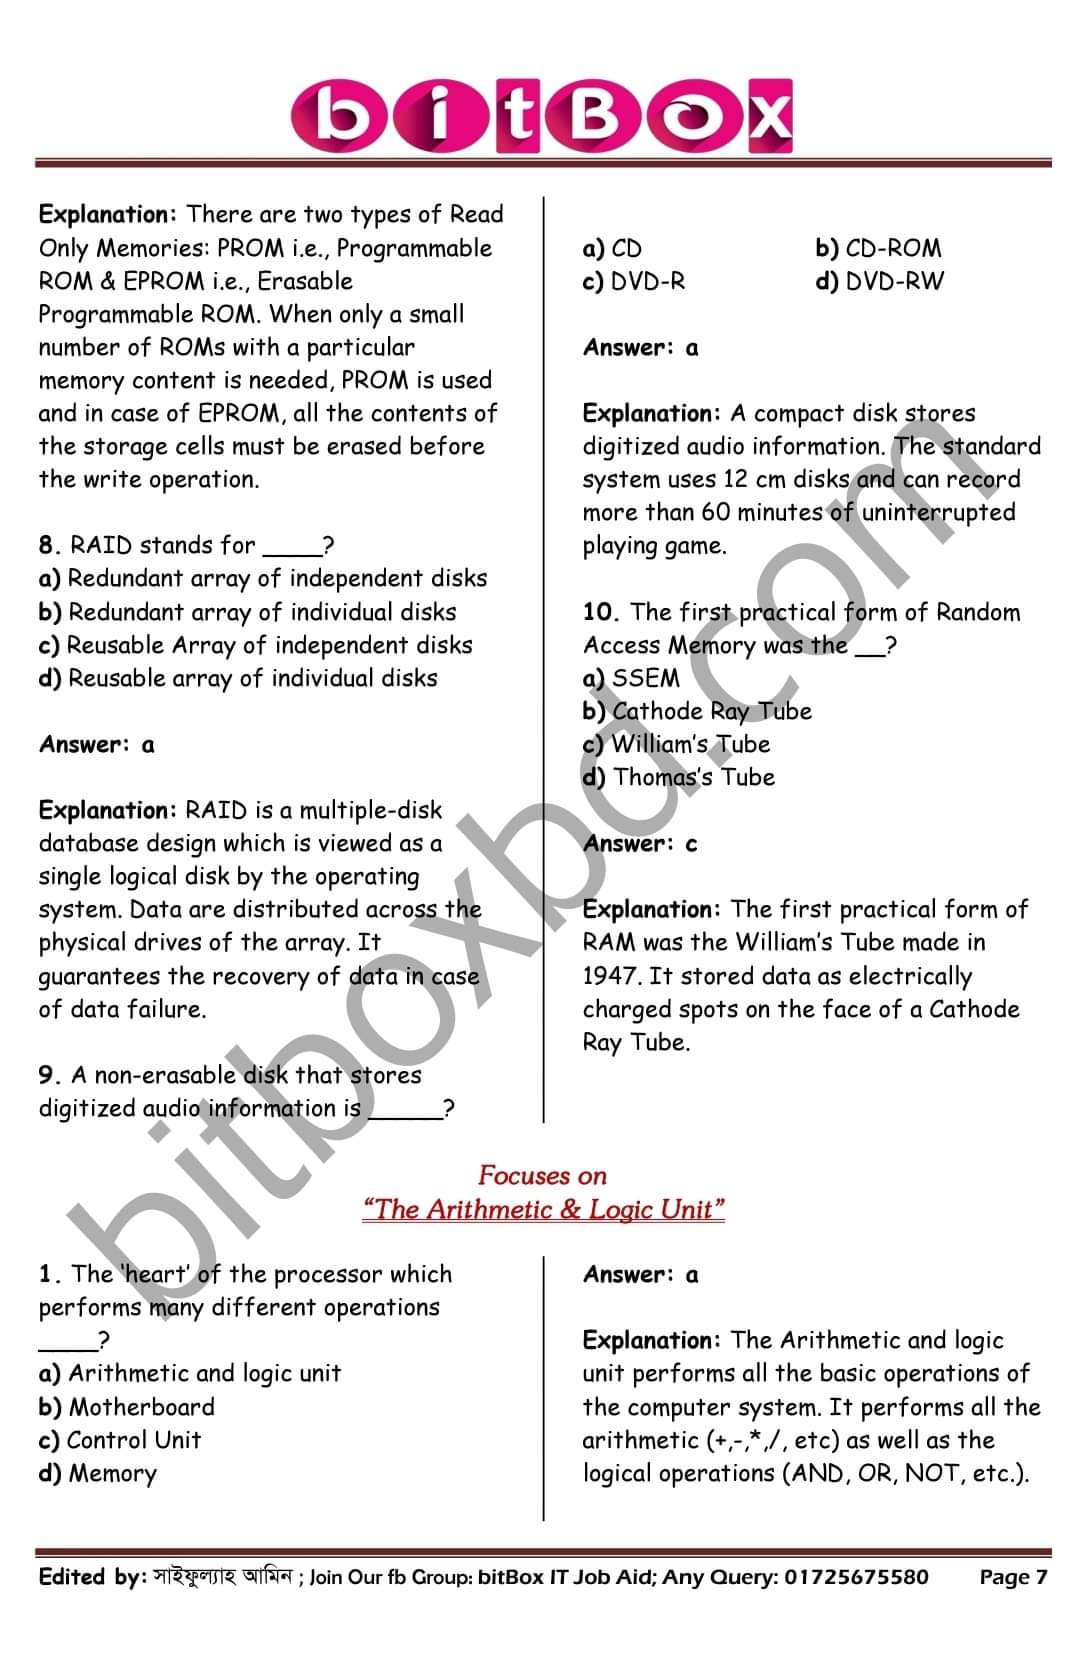 bitBox
Explanation: There are two types of Read
Only Memories: PROM i.e., Programmable
ROM & EPROM i.e., Erasable
Programmable ROM. When only a small
number of ROMs with a particular
memory content is needed, PROM is used
and in case of EPROM, all the contents of
the storage cells must be erased before
the write operation.
8. RAID stands for ____?
a) Redundant array of independent disks
b) Redundant array of individual disks
c) Reusable Array of independent disks
d) Reusable array of individual disks
Answer: a
Explanation: RAID is a multiple-disk
database design which is viewed as a
single logical disk by the operating
system. Data are distributed across the
physical drives of the array. It
guarantees the recovery of data in case
of data failure.
9. A non-erasable disk that stores
digitized audio information is _____?
a) CD b) CD-ROM
c) DVD-R d) DVD-RW
Answer: a
Explanation: A compact disk stores
digitized audio information. The standard
system uses 12 cm disks and can record
more than 60 minutes of uninterrupted
playing game.
10. The first practical form of Random
Access Memory was the __?
a) SSEM
b) Cathode Ray Tube
c) William's Tube
d) Thomas's Tube
Answer: c
Explanation: The first practical form of
RAM was the William's Tube made in
1947. It stored data as electrically
charged spots on the face of a Cathode
Ray Tube.
Focuses on
“The Arithmetic & Logic Unit”
1. The 'heart' of the processor which
performs many different operations
____?
a) Arithmetic and logic unit
b) Motherboard
c) Control Unit
d) Memory
Answer: a
Explanation: The Arithmetic and logic
unit performs all the basic operations of
the computer system. It performs all the
arithmetic (+,-,*,/, etc) as well as the
logical operations (AND, OR, NOT, etc.).
bitboxbd.com
Edited by: সাইফুল্যাহ আমিন ; Join Our fb Group: bitBox IT Job Aid; Any Query: 01725675580 Page 7